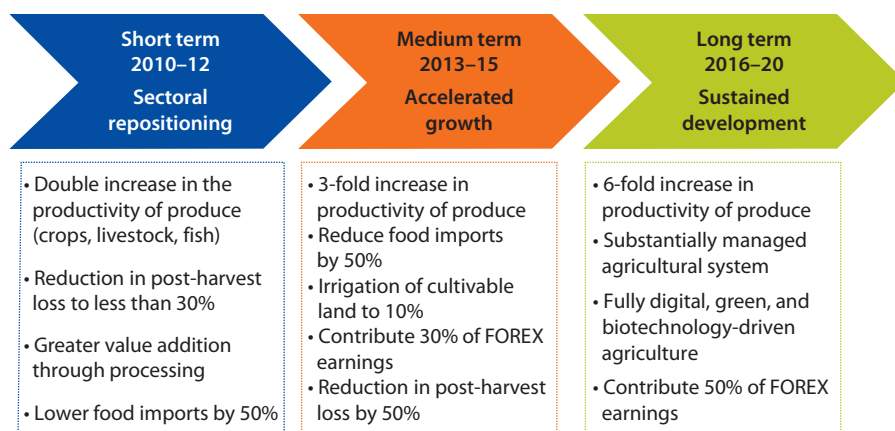 Short term
2010–12
Sectoral
repositioning
• Double increase in the
productivity of produce
(crops, livestock, fish)
• Reduction in post-harvest
loss to less than 30%
• Greater value addition
through processing
• Lower food imports by 50%
Medium term
2013–15
Accelerated
growth
• 3-fold increase in
productivity of produce
• Reduce food imports
by 50%
• Irrigation of cultivable
land to 10%
• Contribute 30% of FOREX
earnings
• Reduction in post-harvest
loss by 50%
Long term
2016–20
Sustained
development
• 6-fold increase in
productivity of produce
• Substantially managed
agricultural system
• Fully digital, green, and
biotechnology-driven
agriculture
• Contribute 50% of FOREX
earnings